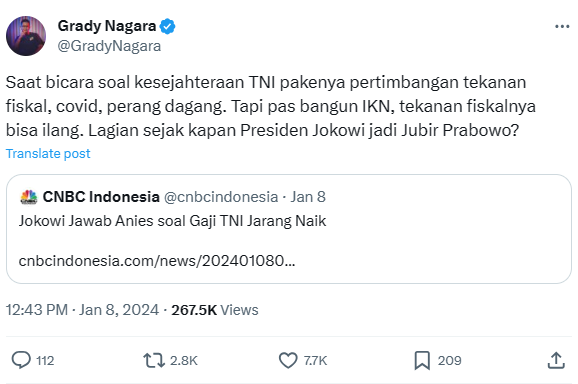 Grady Nagara
@GradyNagara
Saat bicara soal kesejahteraan TNI pakenya pertimbangan tekanan
fiskal, covid, perang dagang. Tapi pas bangun IKN, tekanan fiskalnya
bisa ilang. Lagian sejak kapan Presiden Jokowi jadi Jubir Prabowo?
Translate post
CNBC Indonesia @cnbcindonesia · Jan 8
Jokowi Jawab Anies soal Gaji TNI Jarang Naik
cnbcindonesia.com/news/202401080...
12:43 PM · Jan 8, 2024 · 267.5K Views
112 2.8K 7.7K 209